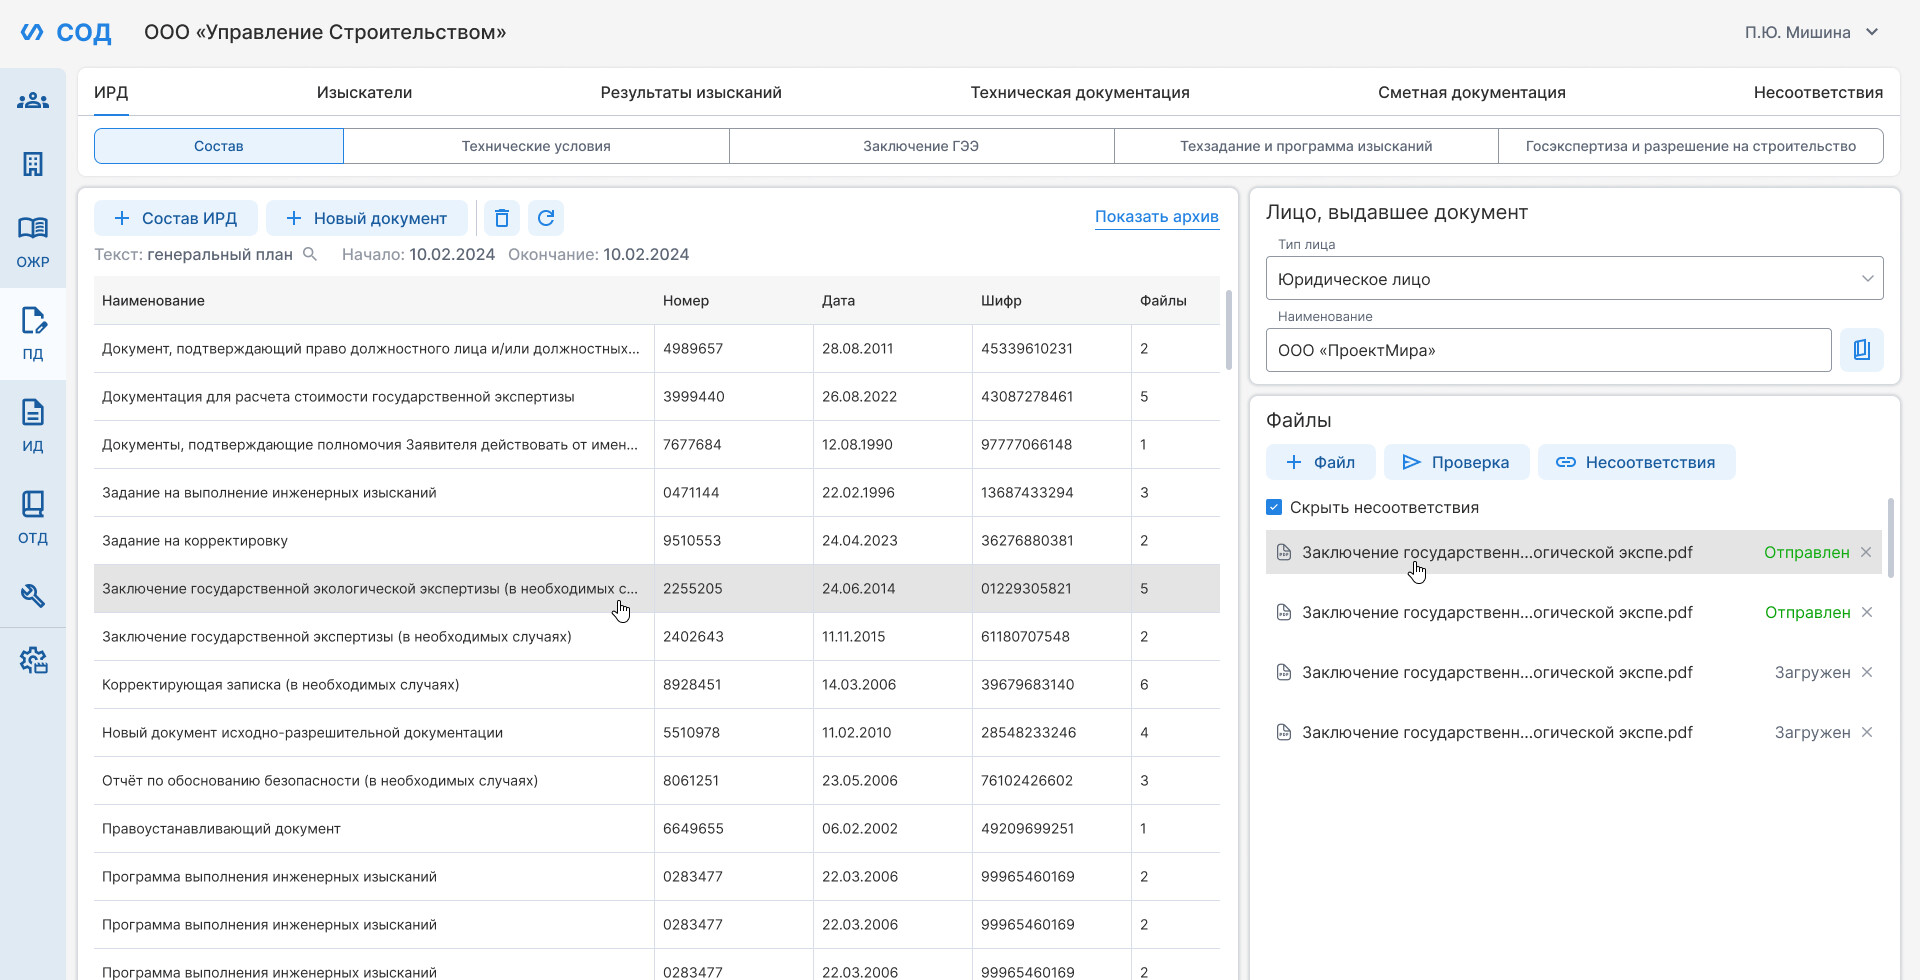 СОД
ООО «Управление Строительством»
П.Ю. Мишина
ИРД
Изыскатели
Результаты изысканий
Техническая документация
Сметная документация
Несоответствия
Состав
Технические условия
Заключение ГЭЭ
Техзадание и программа изысканий
Госэкспертиза и разрешение на строительство
ОЖР
ПД
ИД
ОТД
Состав ИРД
Новый документ
Показать архив
Текст: генеральный план
Начало: 10.02.2024
Окончание: 10.02.2024
Наименование Номер Дата Шифр Файлы
Документ, подтверждающий право должностного лица и/или должностных... 4989657 28.08.2011 45339610231 2
Документация для расчета стоимости государственной экспертизы 3999440 26.08.2022 43087278461 5
Документы, подтверждающие полномочия Заявителя действовать от имен... 7677684 12.08.1990 97777066148 1
Задание на выполнение инженерных изысканий 0471144 22.02.1996 13687433294 3
Задание на корректировку 9510553 24.04.2023 36276880381 2
Заключение государственной экологической экспертизы (в необходимых с... 2255205 24.06.2014 01229305821 5
Заключение государственной экспертизы (в необходимых случаях) 2402643 11.11.2015 61180707548 2
Корректирующая записка (в необходимых случаях) 8928451 14.03.2006 39679683140 6
Новый документ исходно-разрешительной документации 5510978 11.02.2010 28548233246 4
Отчёт по обоснованию безопасности (в необходимых случаях) 8061251 23.05.2006 76102426602 3
Правоустанавливающий документ 6649655 06.02.2002 49209699251 1
Программа выполнения инженерных изысканий 0283477 22.03.2006 99965460169 2
Программа выполнения инженерных изысканий 0283477 22.03.2006 99965460169 2
Программа выполнения инженерных изысканий 0283477 22.03.2006 99965460169 2
Лицо, выдавшее документ
Тип лица
Юридическое лицо
Наименование
ООО «ПроектМира»
Файлы
Файл
Проверка
Несоответствия
Скрыть несоответствия
Заключение государственн...огической экспе.pdf Отправлен
Заключение государственн...огической экспе.pdf Отправлен
Заключение государственн...огической экспе.pdf Загружен
Заключение государственн...огической экспе.pdf Загружен